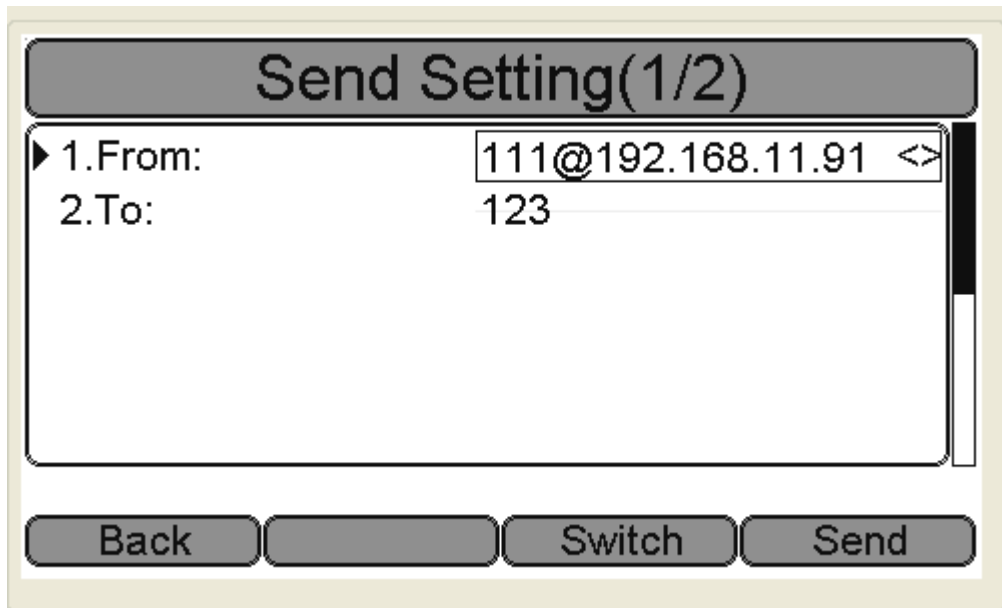 Send Setting(1/2)
1.From: 111@192.168.11.91 <>
2.To: 123
Back Switch Send